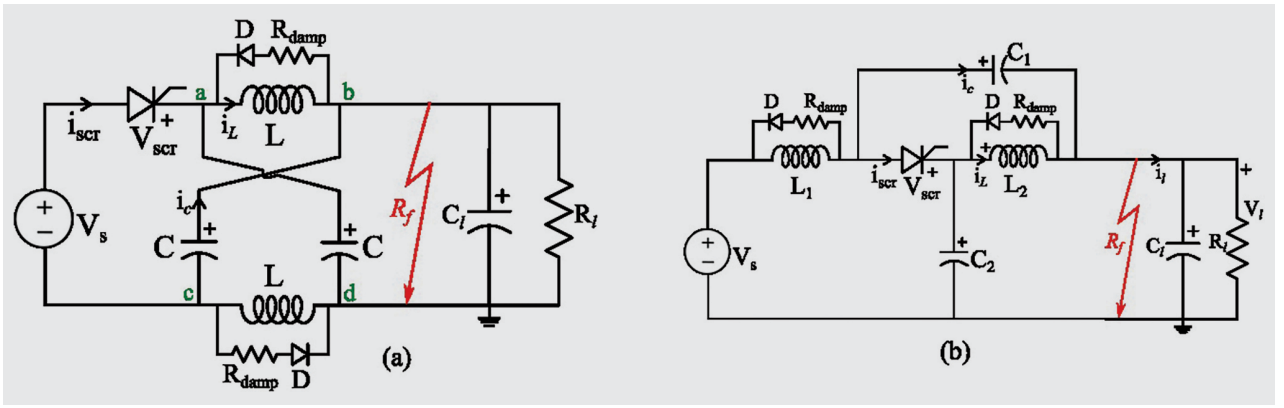 D R_damp
a b
i_scr V_scr + i_L L
+ − V_s
i_c
C + + C
R_f C_l + R_l
L
c d
R_damp D
(a)
+ C_1
i_c
D R_damp D R_damp
L_1 i_scr V_scr + + i_L L_2 i_l
+ − V_s
+ C_2
R_f C_l + R_l + V_l
(b)